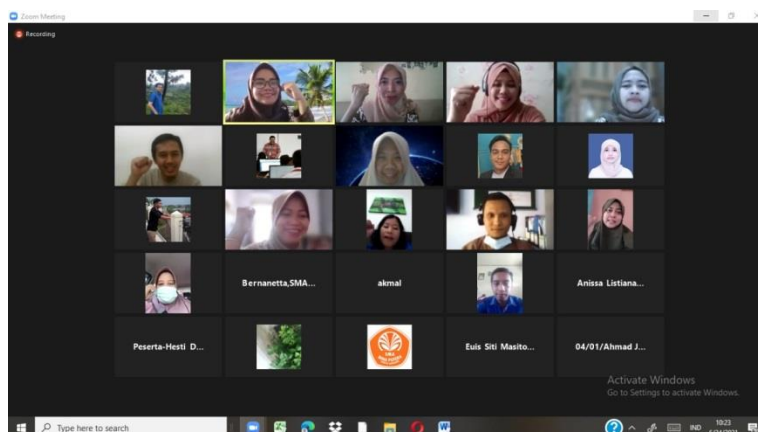 Zoom Meeting
Recording
Bernanetta,SMA...
akmal
Anissa Listiana...
Peserta-Hesti D...
Euis Siti Masito...
04/01/Ahmad J...
Activate Windows
Go to Settings to activate Windows.
Type here to search
IND
10:23